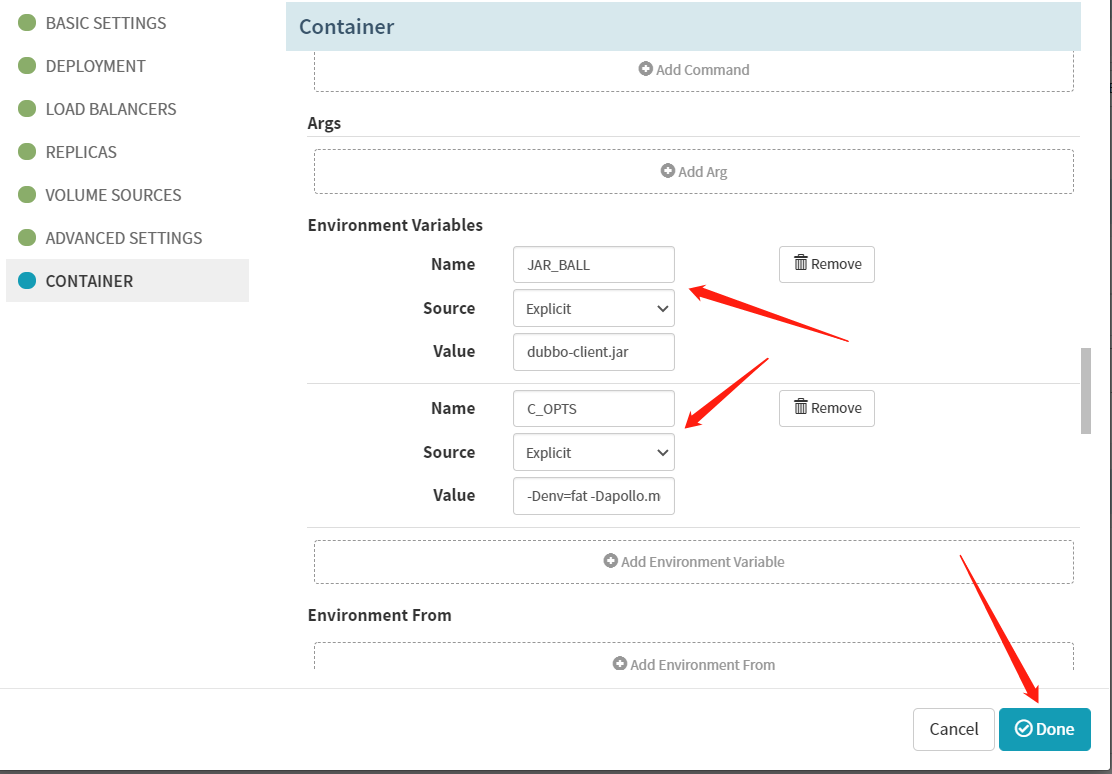 BASIC SETTINGS
DEPLOYMENT
LOAD BALANCERS
REPLICAS
VOLUME SOURCES
ADVANCED SETTINGS
CONTAINER
Container
Add Command
Args
Add Arg
Environment Variables
Name JAR_BALL Remove
Source Explicit
Value dubbo-client.jar
Name C_OPTS Remove
Source Explicit
Value -Denv=fat -Dapollo.m
Add Environment Variable
Environment From
Add Environment From
Cancel Done